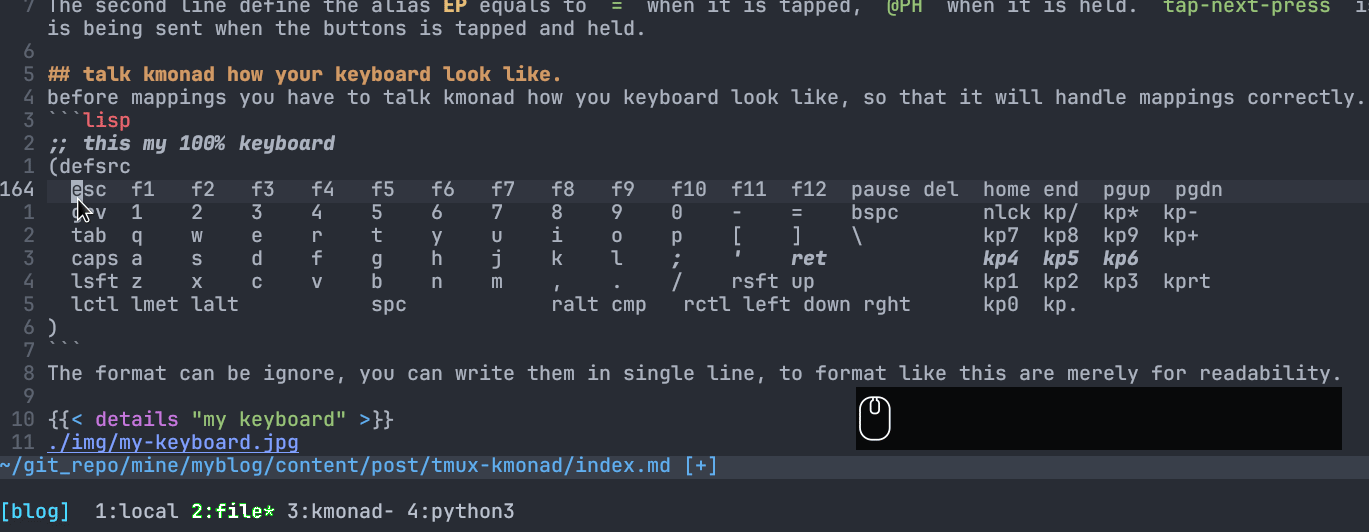 7 The second line define the alias EP equals to `=` when it is tapped, `@PH` when it is held. `tap-next-press` i
is being sent when the buttons is tapped and held.
6
5 ## talk kmonad how your keyboard look like.
4 before mappings you have to talk kmonad how you keyboard look like, so that it will handle mappings correctly.
3 ```lisp
2 ;; this my 100% keyboard
1 (defsrc
164 esc f1 f2 f3 f4 f5 f6 f7 f8 f9 f10 f11 f12 pause del home end pgup pgdn
1 1 2 3 4 5 6 7 8 9 0 - = bspc nlck kp/ kp* kp-
2 tab q w e r t y u i o p [ ] \ kp7 kp8 kp9 kp+
3 caps a s d f g h j k l ; ' ret kp4 kp5 kp6
4 lsft z x c v b n m , . / rsft up kp1 kp2 kp3 kprt
5 lctl lmet lalt spc ralt cmp rctl left down rght kp0 kp.
6 )
7 ```
8 The format can be ignore, you can write them in single line, to format like this are merely for readability.
9
10 {{< details "my keyboard" >}}
11 ./img/my-keyboard.jpg
~/git_repo/mine/myblog/content/post/tmux-kmonad/index.md [+]
[blog] 1:local 2:file* 3:kmonad- 4:python3